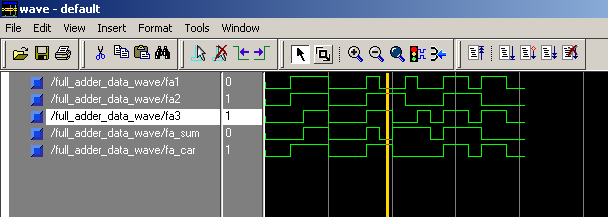 wave - default
File Edit View Insert Format Tools Window
/full_adder_data_wave/fa1 0
/full_adder_data_wave/fa2 1
/full_adder_data_wave/fa3 1
/full_adder_data_wave/fa_sum 0
/full_adder_data_wave/fa_car 1